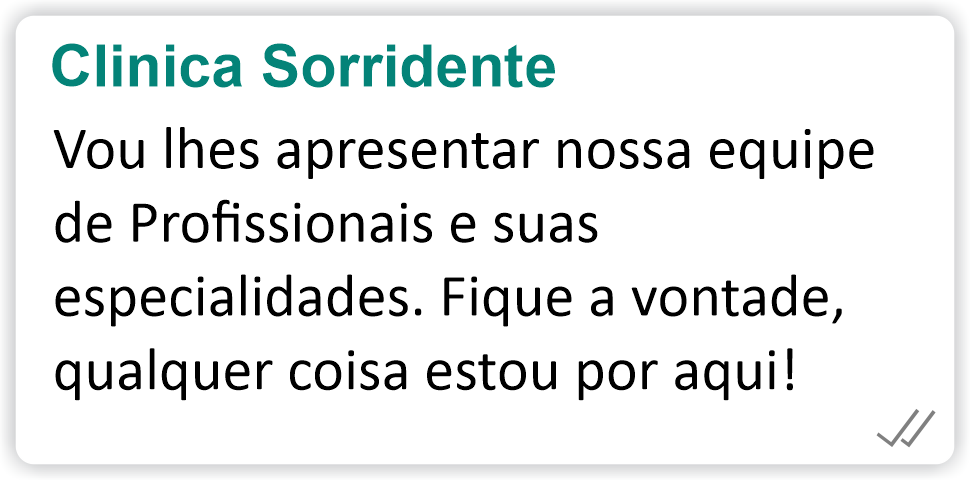 Clinica Sorridente
Vou lhes apresentar nossa equipe
de Profissionais e suas
especialidades. Fique a vontade,
qualquer coisa estou por aqui!